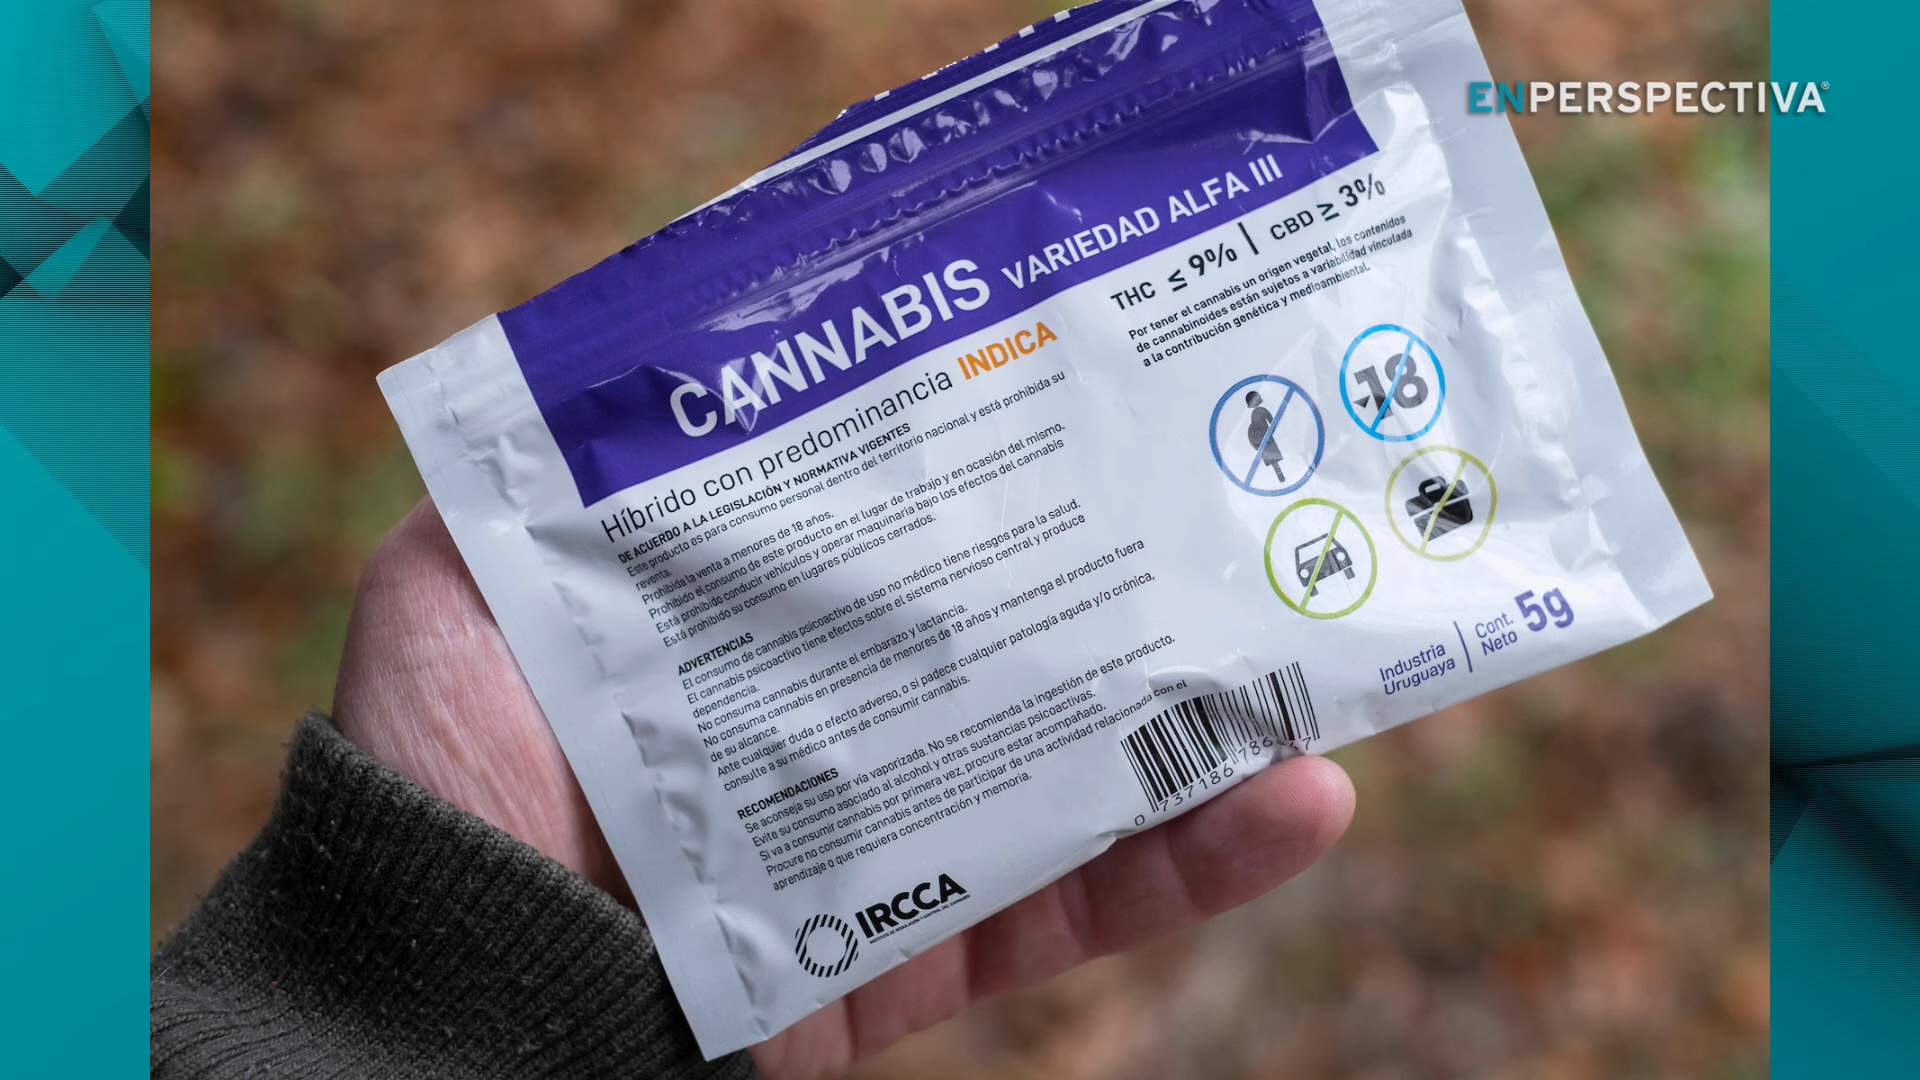 ENPERSPECTIVA®
CANNABIS VARIEDAD ALFA III
Híbrido con predominancia INDICA
THC ≤ 9% | CBD ≥ 3%
Por tener el cannabis un origen vegetal, los contenidos
de cannabinoides están sujetos a variabilidad vinculada
a la contribución genética y medioambiental.
DE ACUERDO A LA LEGISLACIÓN Y NORMATIVA VIGENTES
Este producto es para consumo personal dentro del territorio nacional y está prohibida su
reventa.
Prohibida la venta a menores de 18 años.
Prohibido el consumo de este producto en el lugar de trabajo y en ocasión del mismo.
Está prohibido conducir vehículos y operar maquinaria bajo los efectos del cannabis
Está prohibido su consumo en lugares públicos cerrados.
ADVERTENCIAS
El consumo de cannabis psicoactivo de uso no médico tiene riesgos para la salud.
El cannabis psicoactivo tiene efectos sobre el sistema nervioso central y produce
dependencia.
No consuma cannabis durante el embarazo y lactancia.
No consuma cannabis en presencia de menores de 18 años y mantenga el producto fuera
de su alcance.
Ante cualquier duda o efecto adverso, o si padece cualquier patología aguda y/o crónica,
consulte a su médico antes de consumir cannabis.
RECOMENDACIONES
Se aconseja su uso por vía vaporizada. No se recomienda la ingestión de este producto.
Evite su consumo asociado al alcohol y otras sustancias psicoactivas.
Si va a consumir cannabis por primera vez, procure estar acompañado.
Procure no consumir cannabis antes de participar de una actividad relacionada con el
aprendizaje o que requiera concentración y memoria.
-18
Industria
Uruguaya
Cont.
Neto 5g
IRCCA
INSTITUTO DE REGULACIÓN Y CONTROL DEL CANNABIS